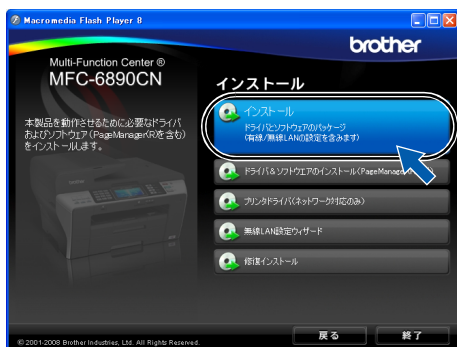 Macromedia Flash Player 8
brother
Multi-Function Center ®
MFC-6890CN
本製品を動作させるために必要なドライバ
およびソフトウェア(PageManager(R)を含む)
をインストールします。
インストール
インストール
ドライバとソフトウェアのパッケージ
(有線/無線LANの設定を含みます)
ドライバ&ソフトウエアのインストール(PageManager
プリンタドライバ(ネットワーク対応のみ)
無線LAN設定ウィザード
修復インストール
戻る
終了
© 2001-2008 Brother Industries, Ltd. All Rights Reserved.